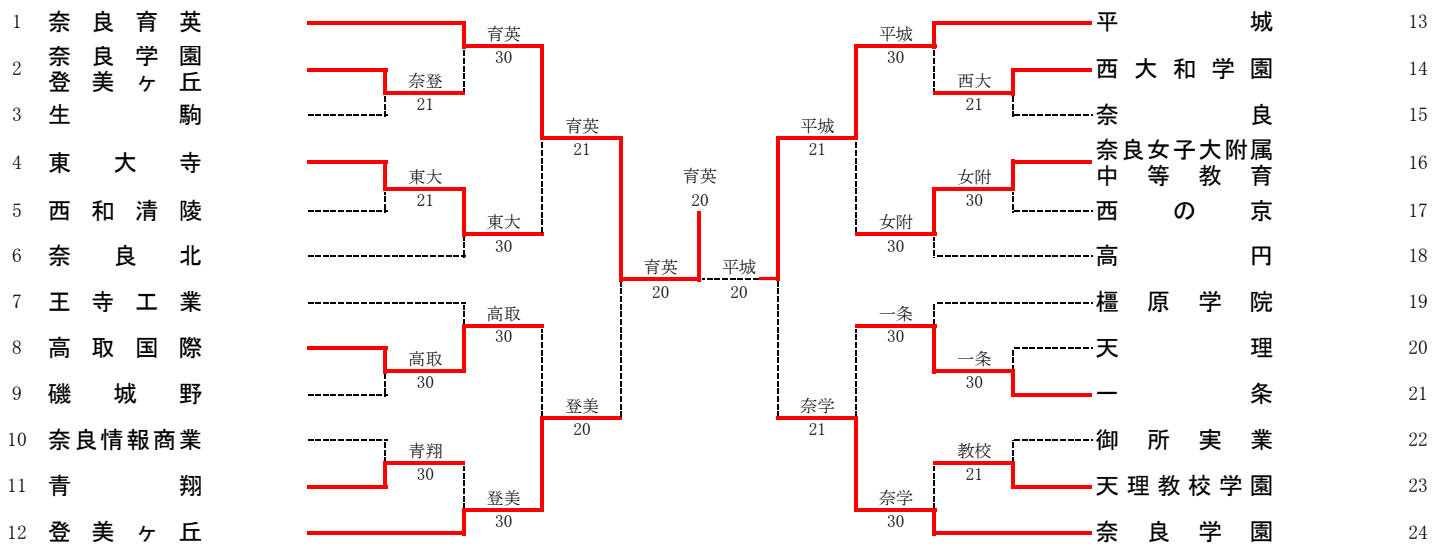 1 奈良育英
2 奈良学園
登美ヶ丘
3 生駒
4 東大寺
5 西和清陵
6 奈良北
7 王寺工業
8 高取国際
9 磯城野
10 奈良情報商業
11 青翔
12 登美ヶ丘
育英
30
奈登
21
育英
21
東大
21
東大
30
高取
30
高取
30
登美
20
青翔
30
登美
30
育英
20
育英
20
平城
20
平城
30
西大
21
平城
21
女附
30
女附
30
一条
30
一条
30
奈学
21
教校
21
奈学
30
平城 13
西大和学園 14
奈良 15
奈良女子大附属
中等教育 16
西の京 17
高円 18
橿原学院 19
天理 20
一条 21
御所実業 22
天理教校学園 23
奈良学園 24